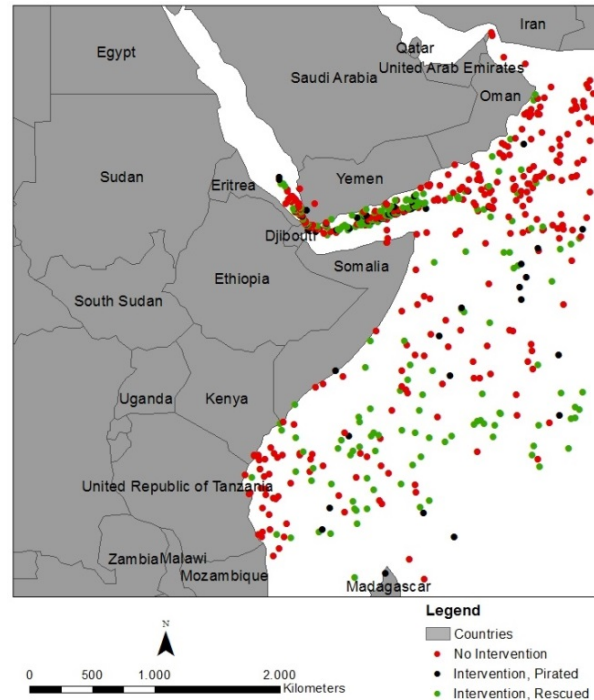 Iran
Egypt
Qatar
Saudi Arabia
United Arab Emirates
Oman
Sudan
Eritrea
Yemen
Djibouti
Ethiopia
Somalia
South Sudan
Uganda
Kenya
United Republic of Tanzania
Zambia
Malawi
Mozambique
Madagascar
Legend
Countries
No Intervention
Intervention, Pirated
Intervention, Rescued
N
0 500 1.000 2.000
Kilometers